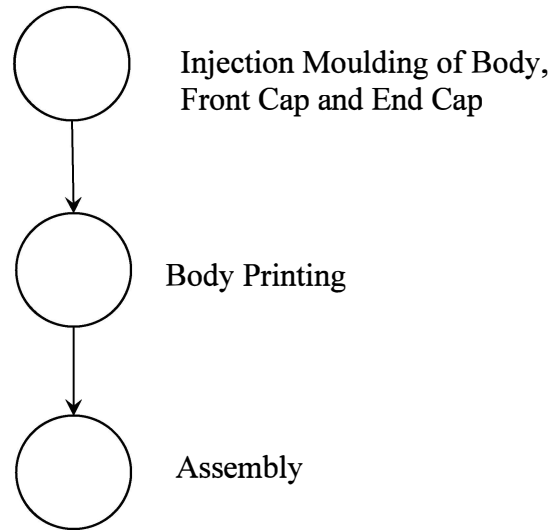 Injection Moulding of Body,
Front Cap and End Cap
Body Printing
Assembly